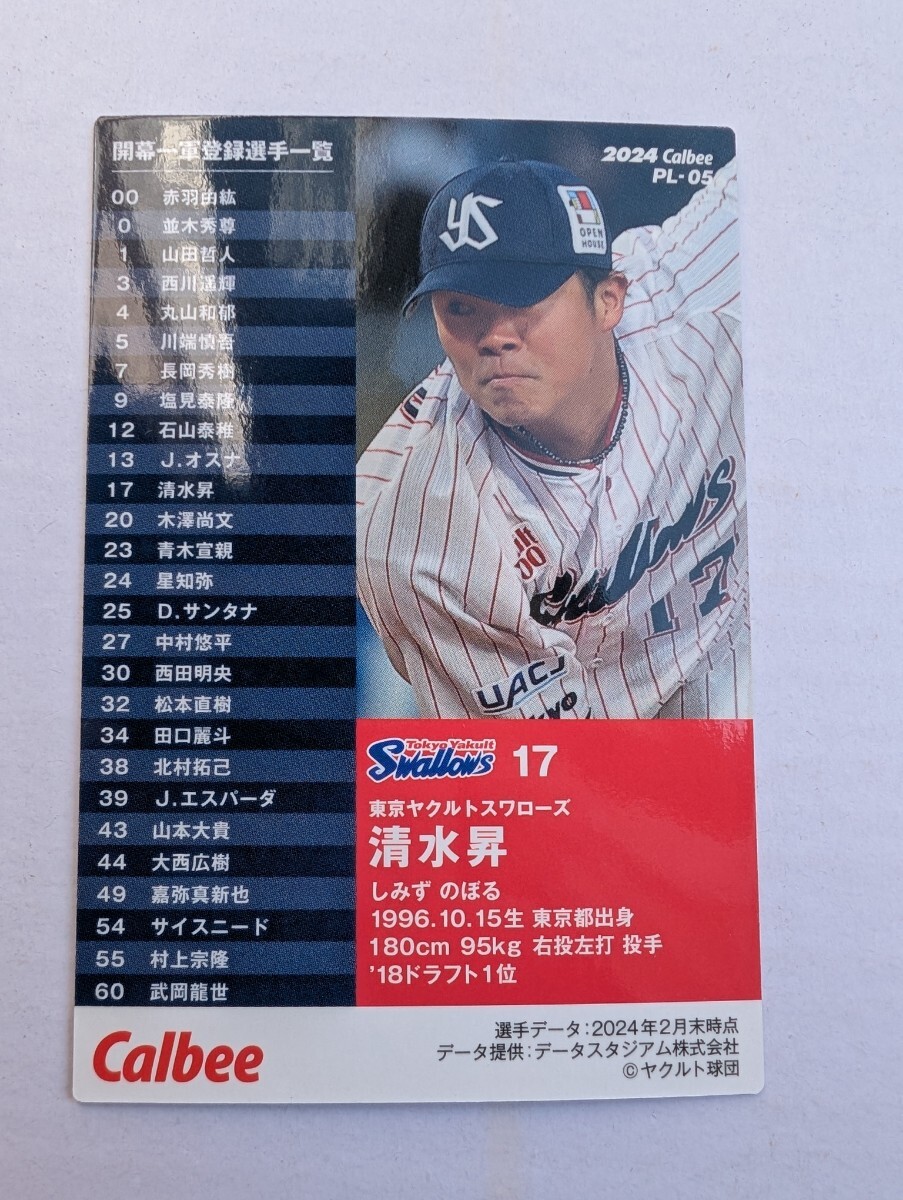 開幕一軍登録選手一覧
00 赤羽由紘
0 並木秀尊
1 山田哲人
3 西川遥輝
4 丸山和郁
5 川端慎吾
7 長岡秀樹
9 塩見泰隆
12 石山泰稚
13 J.オスナ
17 清水昇
20 木澤尚文
23 青木宣親
24 星知弥
25 D.サンタナ
27 中村悠平
30 西田明央
32 松本直樹
34 田口麗斗
38 北村拓己
39 J.エスパーダ
43 山本大貴
44 大西広樹
49 嘉弥真新也
54 サイスニード
55 村上宗隆
60 武岡龍世
2024 Calbee
PL-05
YS
OPEN
HOUSE
Swallows
17
UACJ
Tokyo Yakult
Swallows 17
東京ヤクルトスワローズ
清水昇
しみず のぼる
1996.10.15生 東京都出身
180cm 95kg 右投左打 投手
'18ドラフト1位
Calbee
選手データ:2024年2月末時点
データ提供:データスタジアム株式会社
©ヤクルト球団